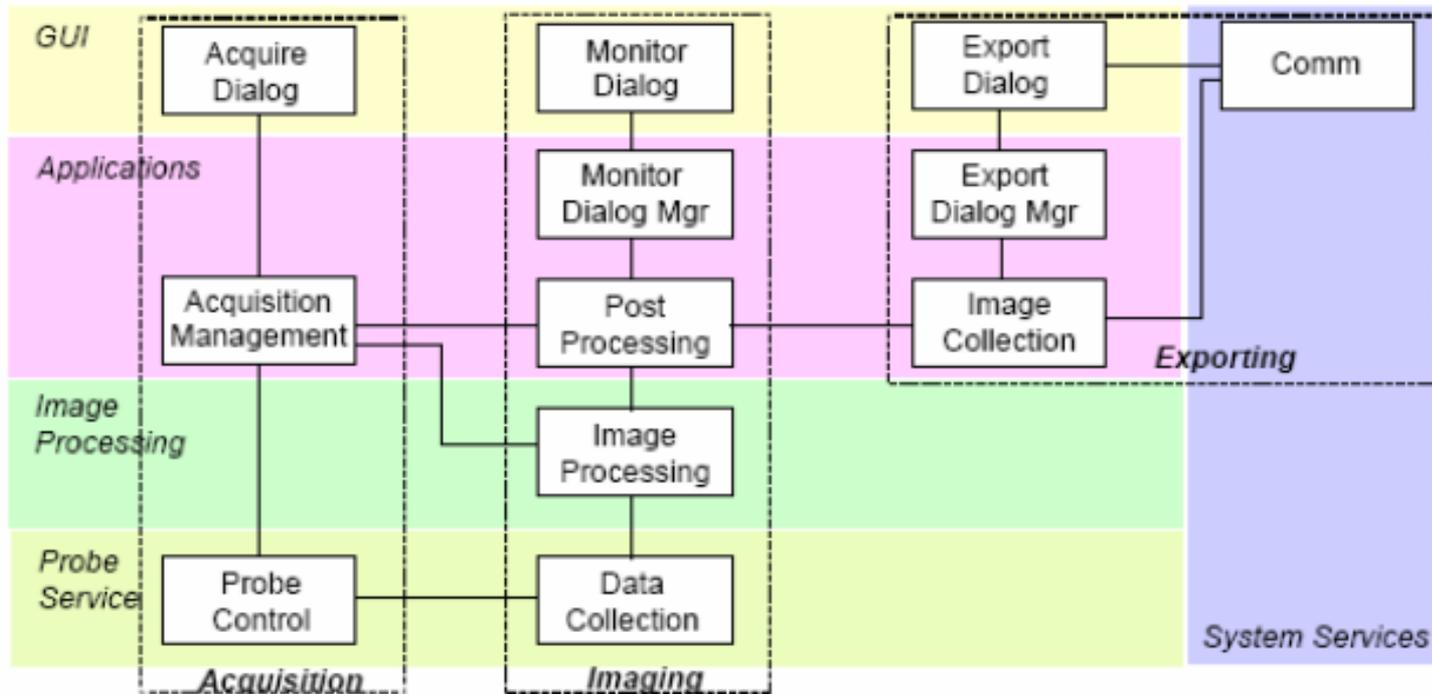 GUI
Acquire
Dialog
Monitor
Dialog
Export
Dialog
Comm
Applications
Monitor
Dialog Mgr
Export
Dialog Mgr
Acquisition
Management
Post
Processing
Image
Collection
Exporting
Image
Processing
Image
Processing
Probe
Service
Probe
Control
Data
Collection
System Services
Acquisition
Imaging